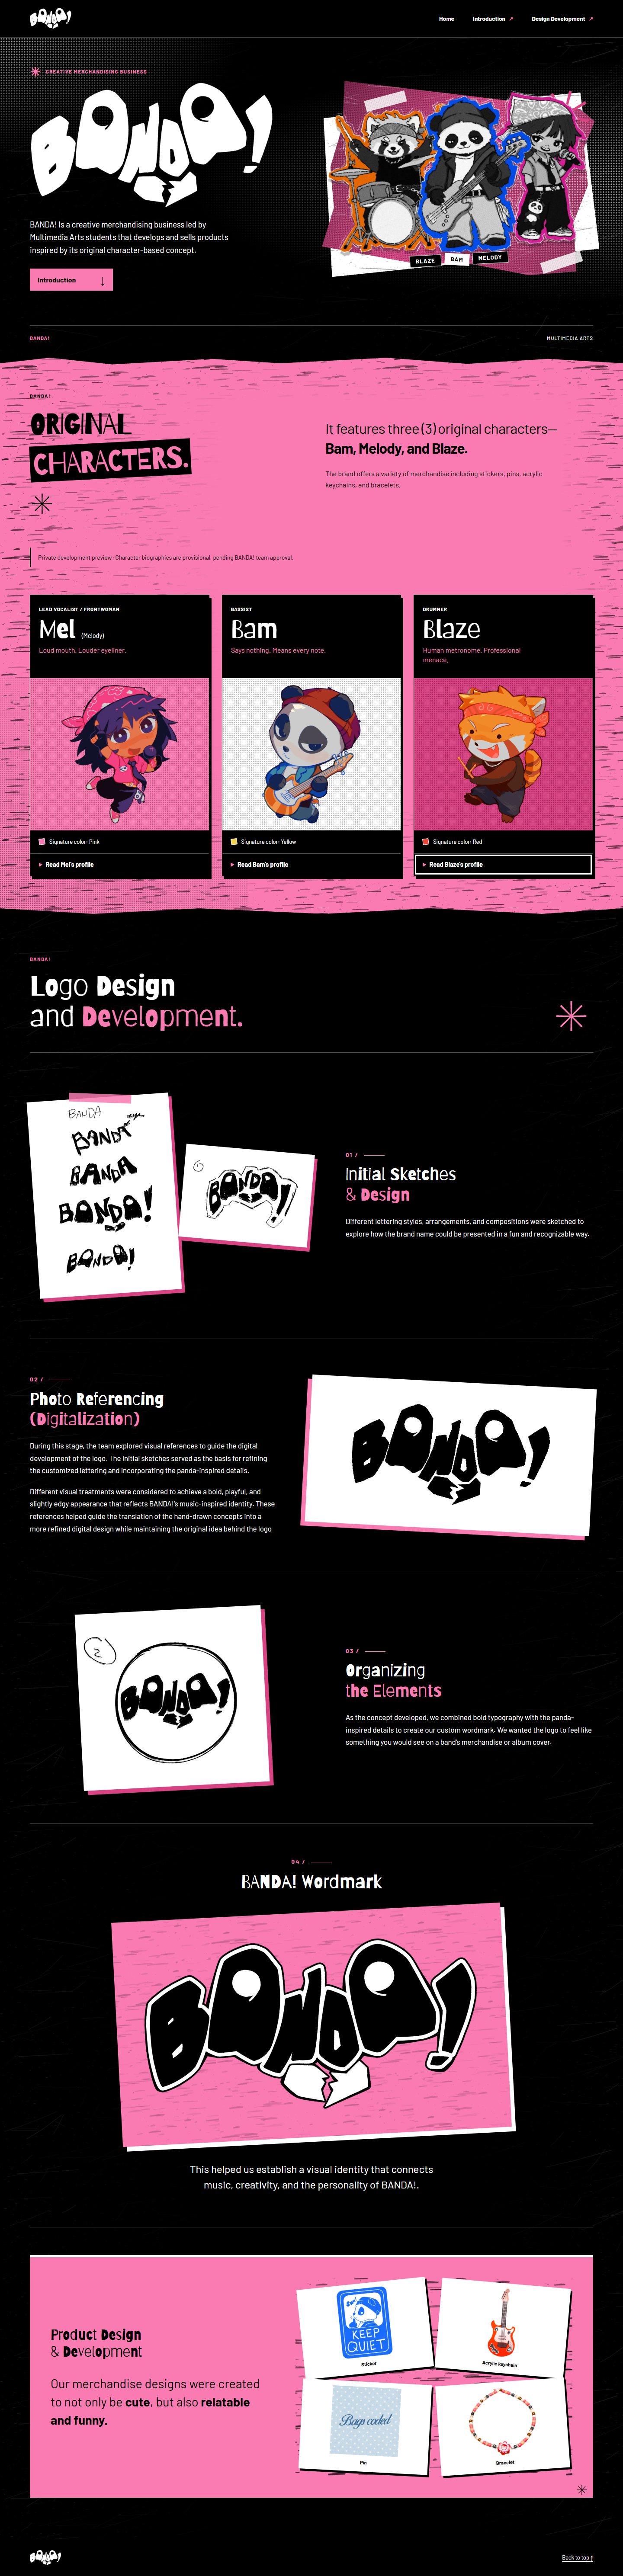 BANDA!
Home
Introduction ↗
Design Development ↗
CREATIVE MERCHANDISING BUSINESS
BANDA!
BANDA! Is a creative merchandising business led by
Multimedia Arts students that develops and sells products
inspired by its original character-based concept.
Introduction ↓
BLAZE
BAM
MELODY
BANDA!
MULTIMEDIA ARTS
BANDA!
ORIGINAL
CHARACTERS.
It features three (3) original characters—
Bam, Melody, and Blaze.
The brand offers a variety of merchandise including stickers, pins, acrylic
keychains, and bracelets.
Private development preview · Character biographies are provisional, pending BANDA! team approval.
LEAD VOCALIST / FRONTWOMAN
Mel (Melody)
Loud mouth. Louder eyeliner.
Signature color: Pink
Read Mel's profile
BASSIST
Bam
Says nothing. Means every note.
Signature color: Yellow
Read Bam's profile
DRUMMER
Blaze
Human metronome. Professional
menace.
Signature color: Red
Read Blaze's profile
BANDA!
Logo Design
and Development.
BANDA
BANDA
BANDA
BANDA!
BANDA!
BANDA!
01 /
Initial Sketches
& Design
Different lettering styles, arrangements, and compositions were sketched to
explore how the brand name could be presented in a fun and recognizable way.
02 /
Photo Referencing
(Digitalization)
During this stage, the team explored visual references to guide the digital
development of the logo. The initial sketches served as the basis for refining
the customized lettering and incorporating the panda-inspired details.
Different visual treatments were considered to achieve a bold, playful, and
slightly edgy appearance that reflects BANDA!'s music-inspired identity. These
references helped guide the translation of the hand-drawn concepts into a
more refined digital design while maintaining the original idea behind the logo
BANDA!
2
BANDA!
03 /
Organizing
the Elements
As the concept developed, we combined bold typography with the panda-
inspired details to create our custom wordmark. We wanted the logo to feel like
something you would see on a band's merchandise or album cover.
04 /
BANDA! Wordmark
BANDA!
This helped us establish a visual identity that connects
music, creativity, and the personality of BANDA!.
Product Design
& Development
Our merchandise designs were created
to not only be cute, but also relatable
and funny.
KEEP
QUIET
Sticker
Acrylic keychain
Bags coded
Pin
Bracelet
BANDA!
Back to top ↑